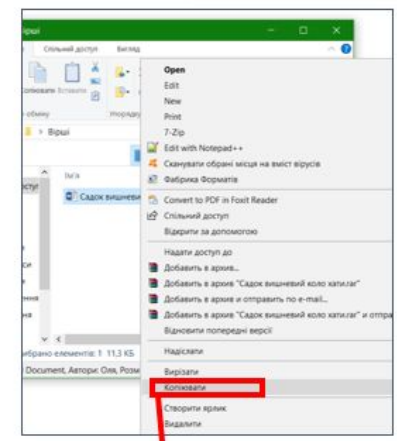 Вірші
Спільний доступ Вигляд
Копіювати Вставити
обміну
Упорядку
Вірші
Open
Edit
New
Print
7-Zip
Edit with Notepad++
Сканувати обрані місця на вміст вірусів
Фабрика Форматів
Convert to PDF in Foxit Reader
Спільний доступ
Відкрити за допомогою
Надати доступ до
Добавить в архив...
Добавить в архив "Садок вишневий коло хати.rar"
Добавить в архив и отправить по e-mail...
Добавить в архив "Садок вишневий коло хати.rar" и отпра
Відновити попередні версії
Надіслати
Вирізати
Копіювати
Створити ярлик
Видалити
Ім'я
Садок вишневи
вибрано елементів: 1 11,3 КБ
Document, Автори: Оля, Розм